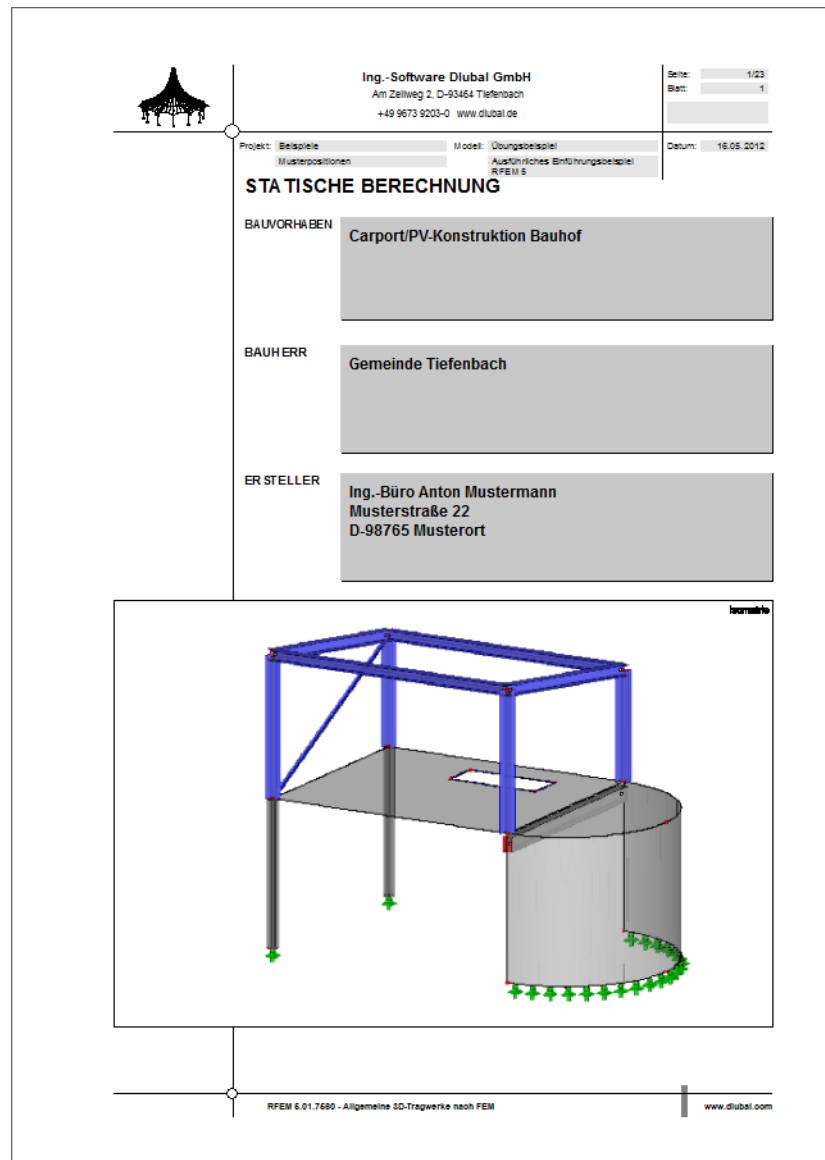 Ing.-Software Dlubal GmbH
Am Zellweg 2, D-93464 Tiefenbach
+49 9673 9203-0 www.dlubal.de
Seite: 1/23
Blatt: 1
Projekt: Beispiele Modell: Übungsbeispiel Datum: 16.05.2012
Musterpositionen Ausführliches Einführungsbeispiel
RFEM 5
STATISCHE BERECHNUNG
BAUVORHABEN
Carport/PV-Konstruktion Bauhof
BAUHERR
Gemeinde Tiefenbach
ERSTELLER
Ing.-Büro Anton Mustermann
Musterstraße 22
D-98765 Musterort
Isometrie
RFEM 5.01.7560 - Allgemeine 3D-Tragwerke nach FEM www.dlubal.com